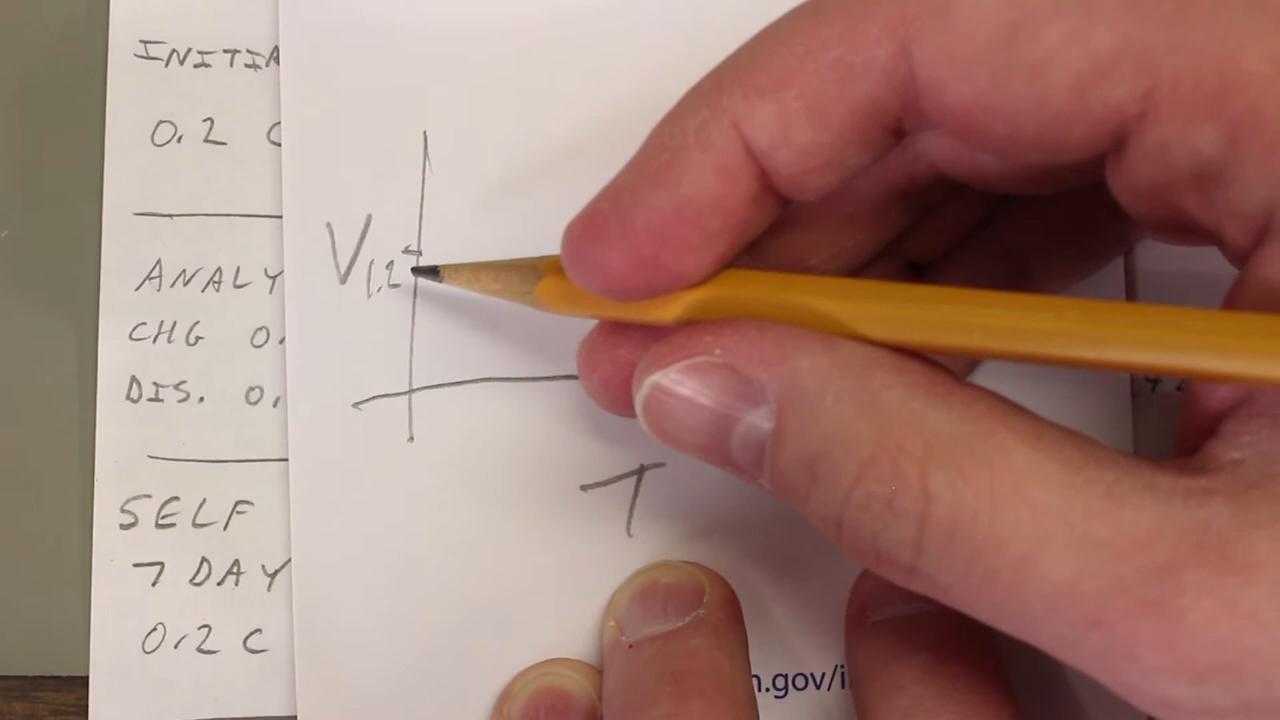 INITIA
0.2 C
ANALY
CHG 0.
DIS. 0.
SELF
7 DAY
0.2 C
V 1.2
T
n.gov/i